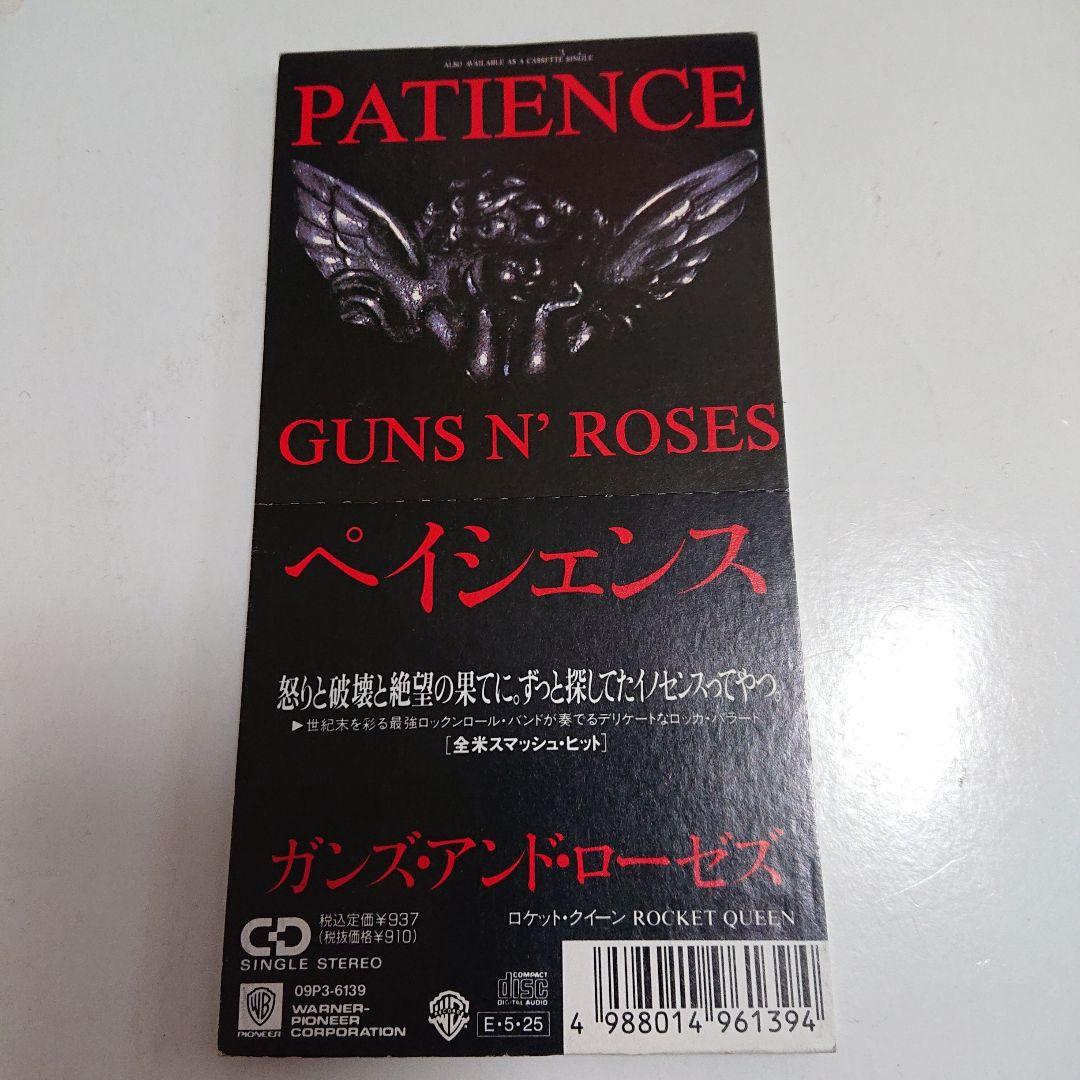 ALSO AVAILABLE AS A CASSETTE SINGLE
PATIENCE
GUNS N' ROSES
ペイシェンス
怒りと破壊と絶望の果てに。ずっと探してたイノセンスってやつ。
▶世紀末を彩る最強ロックンロール・バンドが奏でるデリケートなロッカ・バラード
[全米スマッシュ・ヒット]
ガンズ・アンド・ローゼズ
ロケット・クイーン ROCKET QUEEN
CD
SINGLE STEREO
税込定価¥937
(税抜価格¥910)
WB
PIONEER
09P3-6139
WARNER-
PIONEER
CORPORATION
WB
RECORDS
COMPACT
disc
DIGITAL AUDIO
E・5・25
4 988014 961394